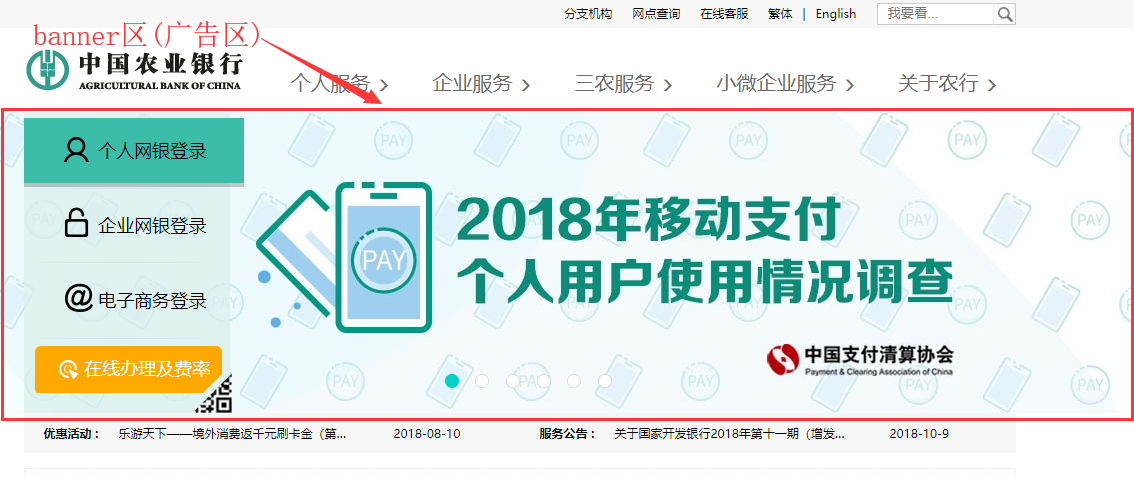 分支机构 网点查询 在线客服 繁体 | English 我要看...
banner区(广告区)
中国农业银行
AGRICULTURAL BANK OF CHINA
个人服务 企业服务 三农服务 小微企业服务 关于农行
个人网银登录
企业网银登录
电子商务登录
在线办理及费率
PAY
2018年移动支付
个人用户使用情况调查
中国支付清算协会
Payment & Clearing Association of China
优惠活动： 乐游天下——境外消费返千元刷卡金（第... 2018-08-10 服务公告： 关于国家开发银行2018年第十一期（增发... 2018-10-9